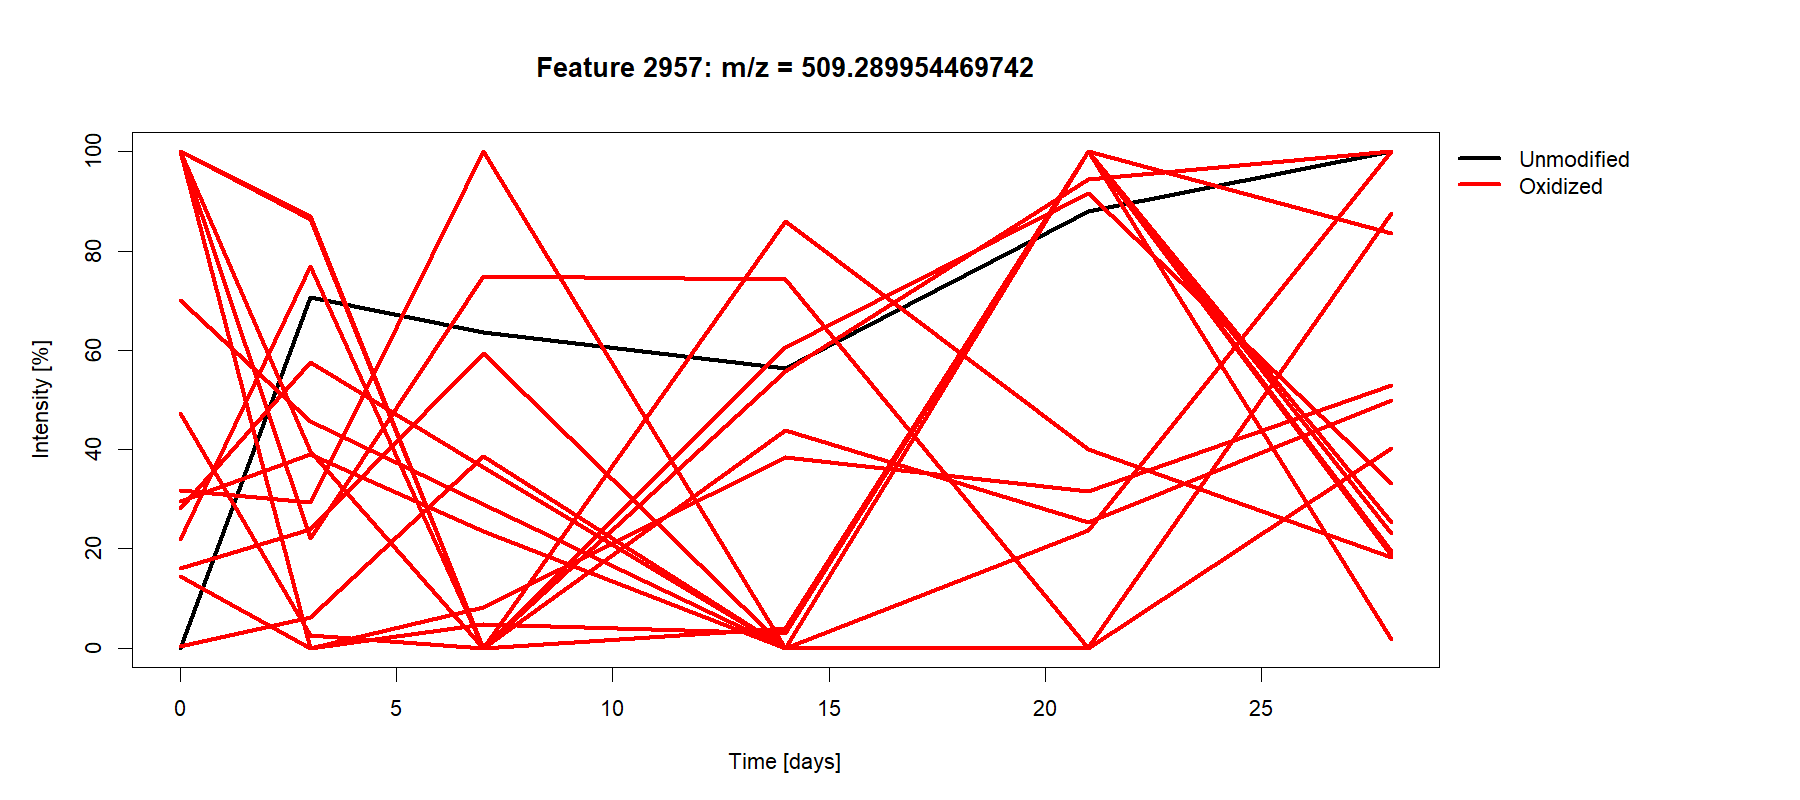 Feature 2957: m/z = 509.289954469742
Unmodified
Oxidized
Intensity [%]
100
80
60
40
20
0
0 5 10 15 20 25
Time [days]